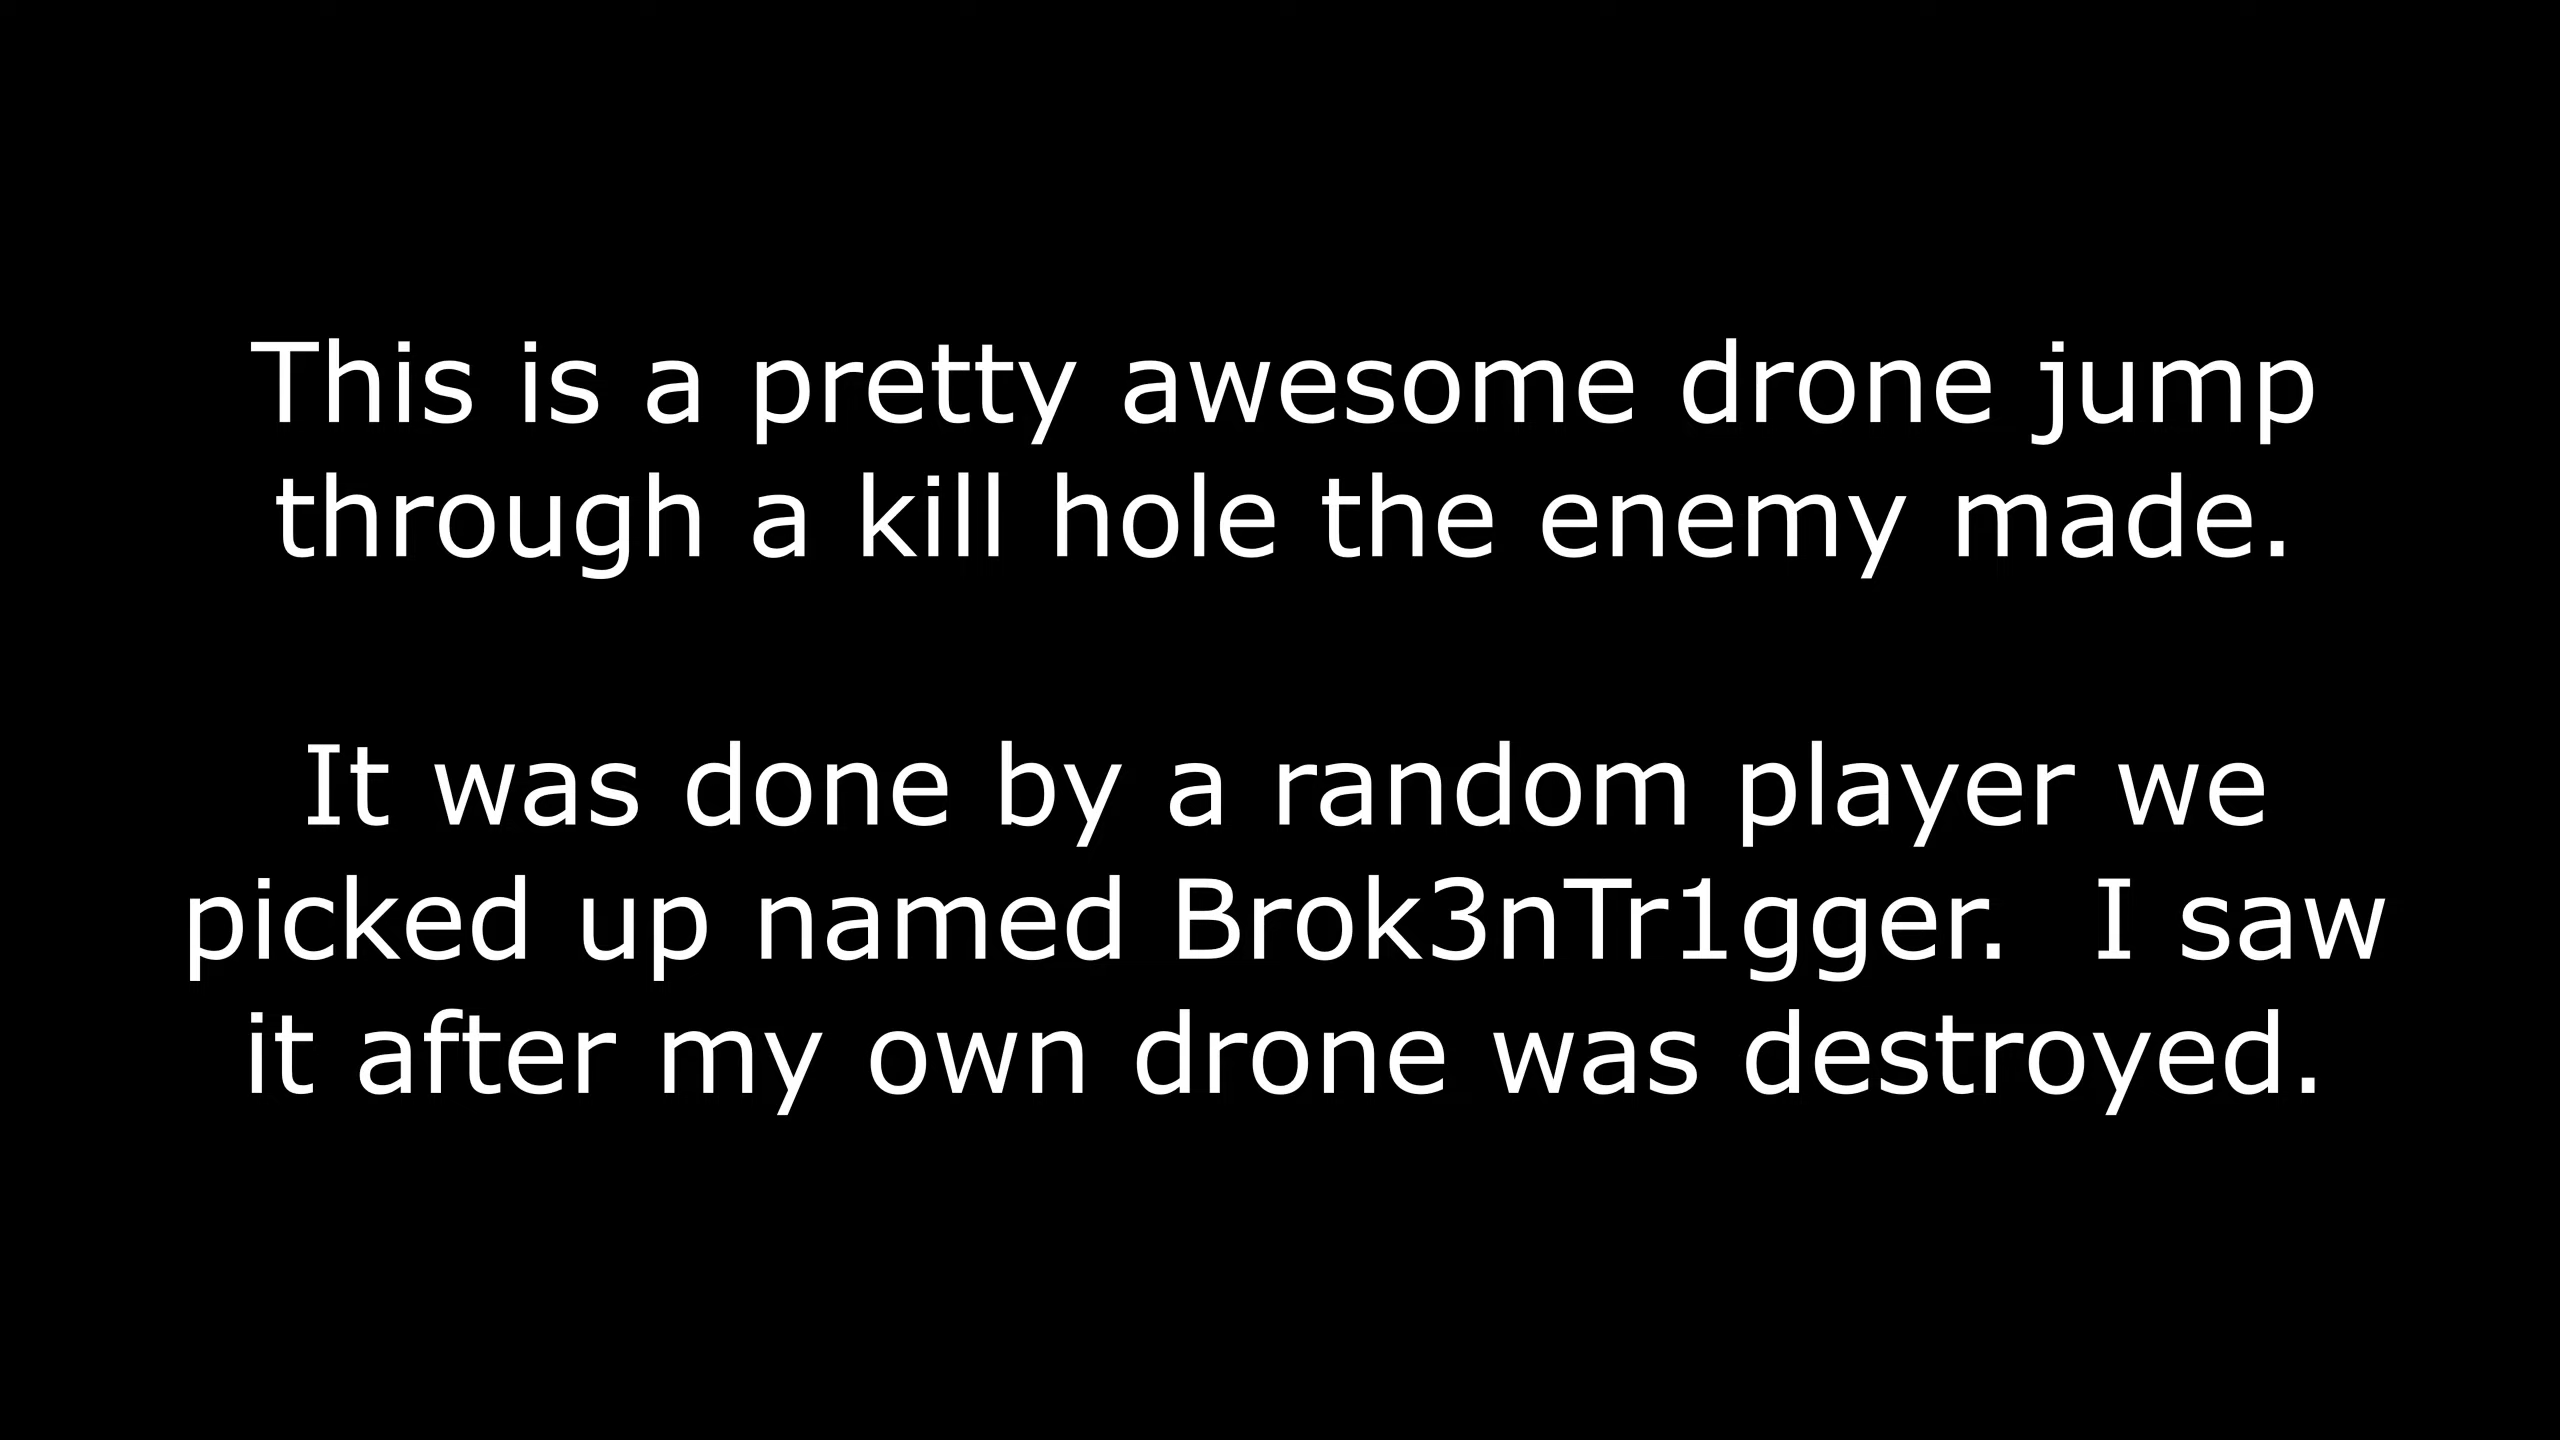 This is a pretty awesome drone jump
through a kill hole the enemy made.
It was done by a random player we
picked up named Brok3nTr1gger.  I saw
it after my own drone was destroyed.